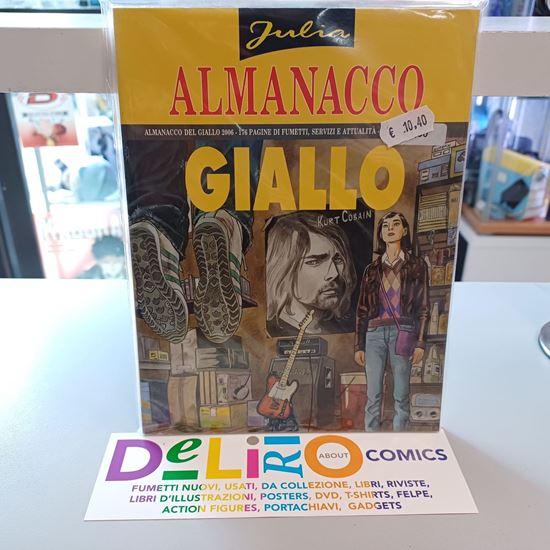 Julia
ALMANACCO
€ 10,40
ALMANACCO DEL GIALLO 2006 · 176 PAGINE DI FUMETTI, SERVIZI E ATTUALITÀ
GIALLO
KURT COBAIN
DeLiRiO ABOUT COMICS
FUMETTI NUOVI, USATI, DA COLLEZIONE, LIBRI, RIVISTE,
LIBRI D'ILLUSTRAZIONI, POSTERS, DVD, T-SHIRTS, FELPE,
ACTION FIGURES, PORTACHIAVI, GADGETS